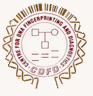 CENTRE FOR DNA FINGERPRINTING AND DIAGNOSTICS
CDFD